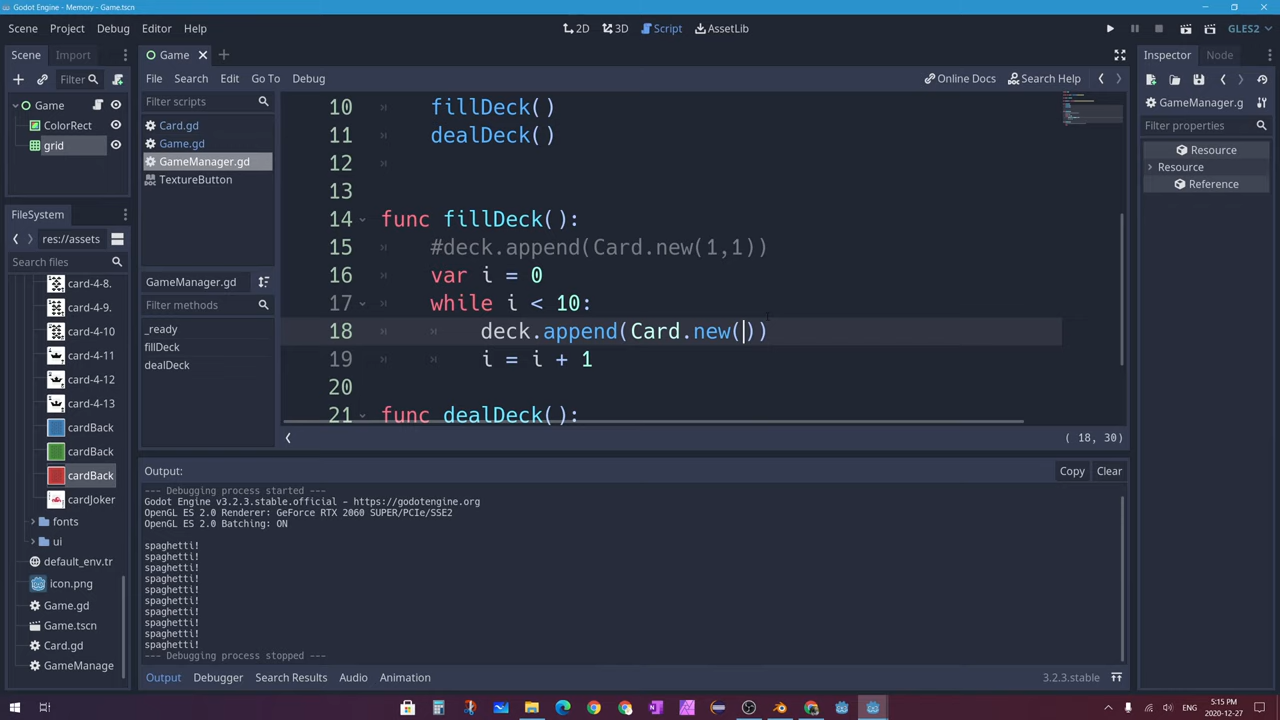 Godot Engine - Memory - Game.tscn
Scene Project Debug Editor Help
2D 3D Script AssetLib
GLES2
Scene Import
Game
Inspector Node
Filter
File Search Edit Go To Debug
Online Docs Search Help
Game
ColorRect
grid
Filter scripts
Card.gd
Game.gd
GameManager.gd
TextureButton
GameManager.g
Filter properties
Resource
Resource
Reference
10 fillDeck()
11 dealDeck()
12
13
14 func fillDeck():
15 #deck.append(Card.new(1,1))
16 var i = 0
17 while i < 10:
18 deck.append(Card.new())
19 i = i + 1
20
21 func dealDeck():
( 18, 30)
FileSystem
res://assets
Search files
card-4-8.
card-4-9.
card-4-10
card-4-11
card-4-12
card-4-13
cardBack
cardBack
cardBack
cardJoker
fonts
ui
default_env.tr
icon.png
Game.gd
Game.tscn
Card.gd
GameManage
GameManager.gd
Filter methods
_ready
fillDeck
dealDeck
Output:
Copy Clear
--- Debugging process started ---
Godot Engine v3.2.3.stable.official - https://godotengine.org
OpenGL ES 2.0 Renderer: GeForce RTX 2060 SUPER/PCIe/SSE2
OpenGL ES 2.0 Batching: ON
spaghetti!
spaghetti!
spaghetti!
spaghetti!
spaghetti!
spaghetti!
spaghetti!
spaghetti!
spaghetti!
spaghetti!
--- Debugging process stopped ---
Output Debugger Search Results Audio Animation
3.2.3.stable
5:15 PM
2020-12-27